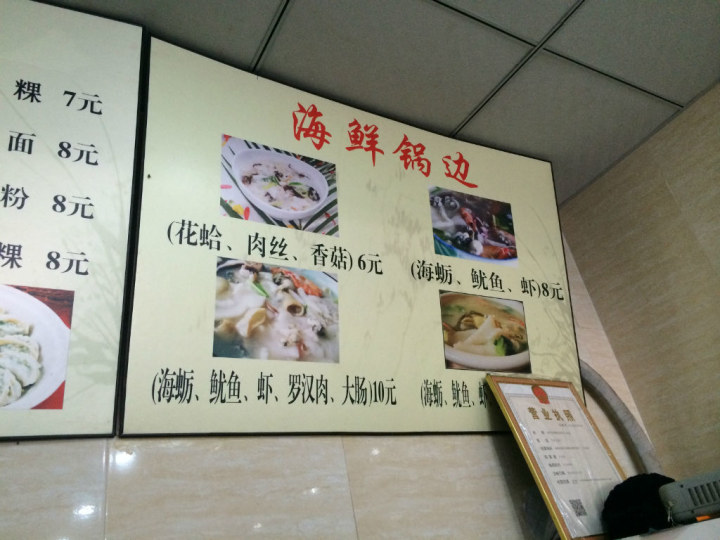 粿 7元
面 8元
粉 8元
粿 8元
海鲜锅边
(花蛤、肉丝、香菇) 6元
(海蛎、鱿鱼、虾)8元
(海蛎、鱿鱼、虾、罗汉肉、大肠)10元
(海蛎、鱿鱼、
营业执照